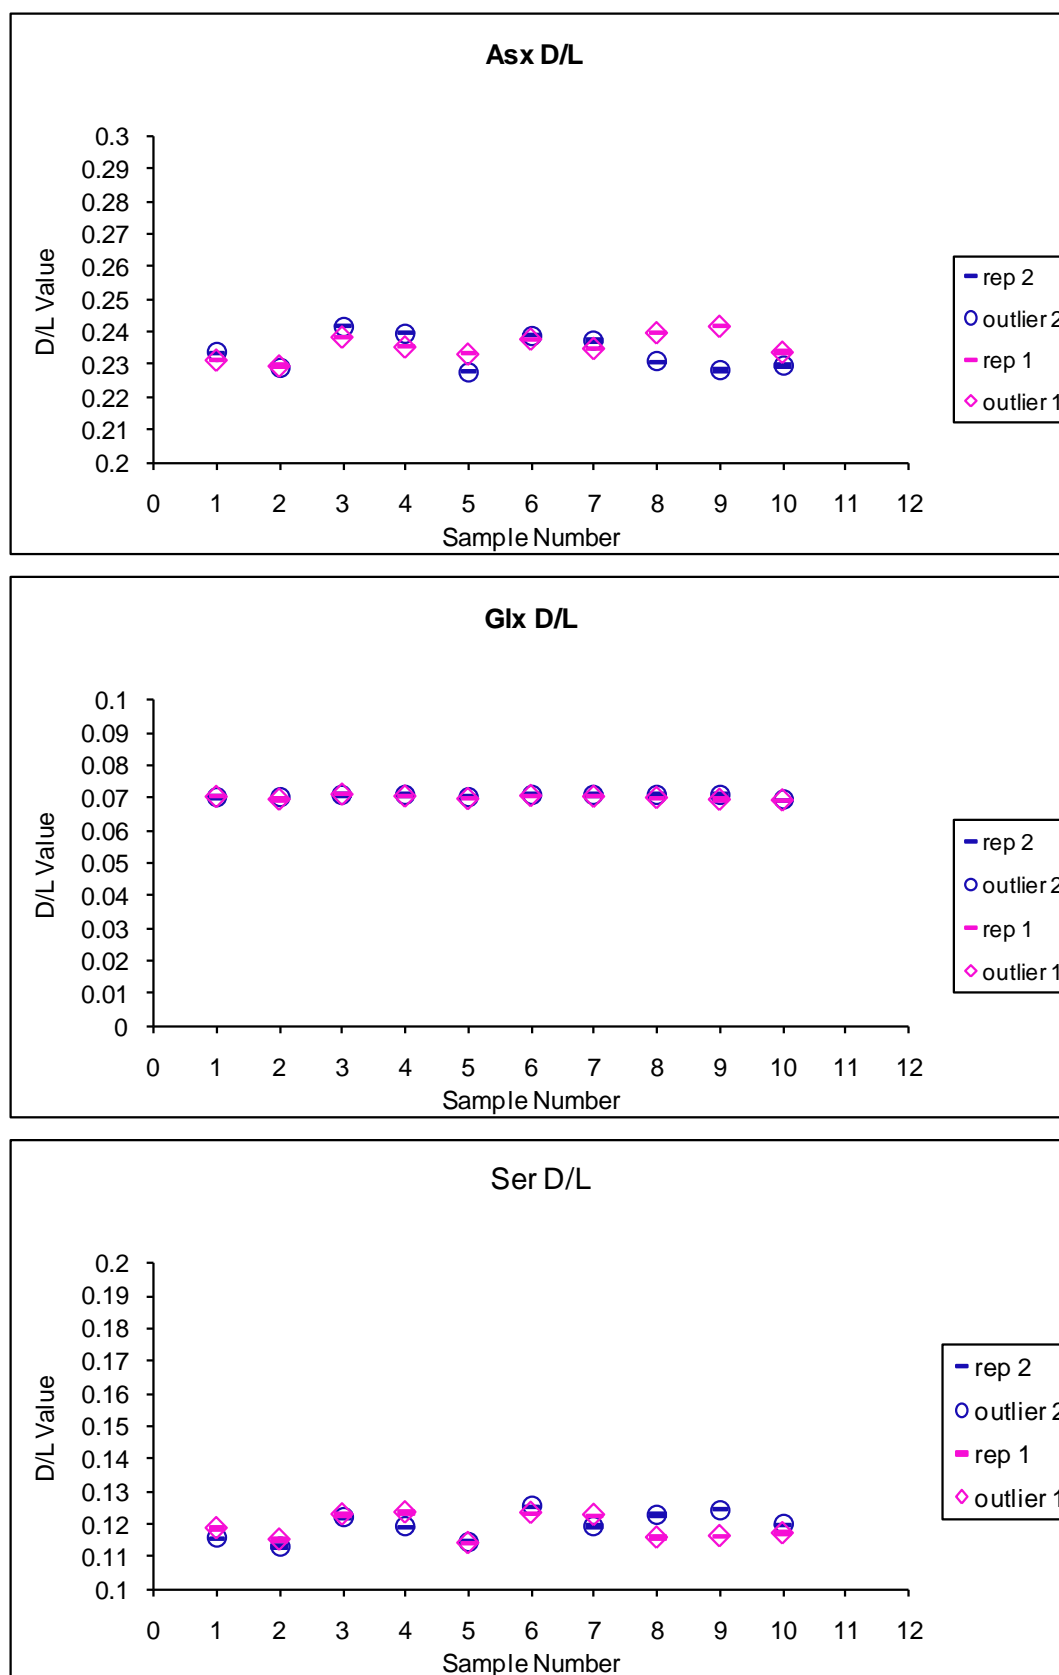 Asx D/L
0.3
0.29
0.28
0.27
0.26
0.25
0.24
0.23
0.22
0.21
0.2
D/L Value
0 1 2 3 4 5 6 7 8 9 10 11 12
Sample Number
rep 2
outlier 2
rep 1
outlier 1
Glx D/L
0.1
0.09
0.08
0.07
0.06
0.05
0.04
0.03
0.02
0.01
0
D/L Value
0 1 2 3 4 5 6 7 8 9 10 11 12
Sample Number
rep 2
outlier 2
rep 1
outlier 1
Ser D/L
0.2
0.19
0.18
0.17
0.16
0.15
0.14
0.13
0.12
0.11
0.1
D/L Value
0 1 2 3 4 5 6 7 8 9 10 11 12
Sample Number
rep 2
outlier 2
rep 1
outlier 1